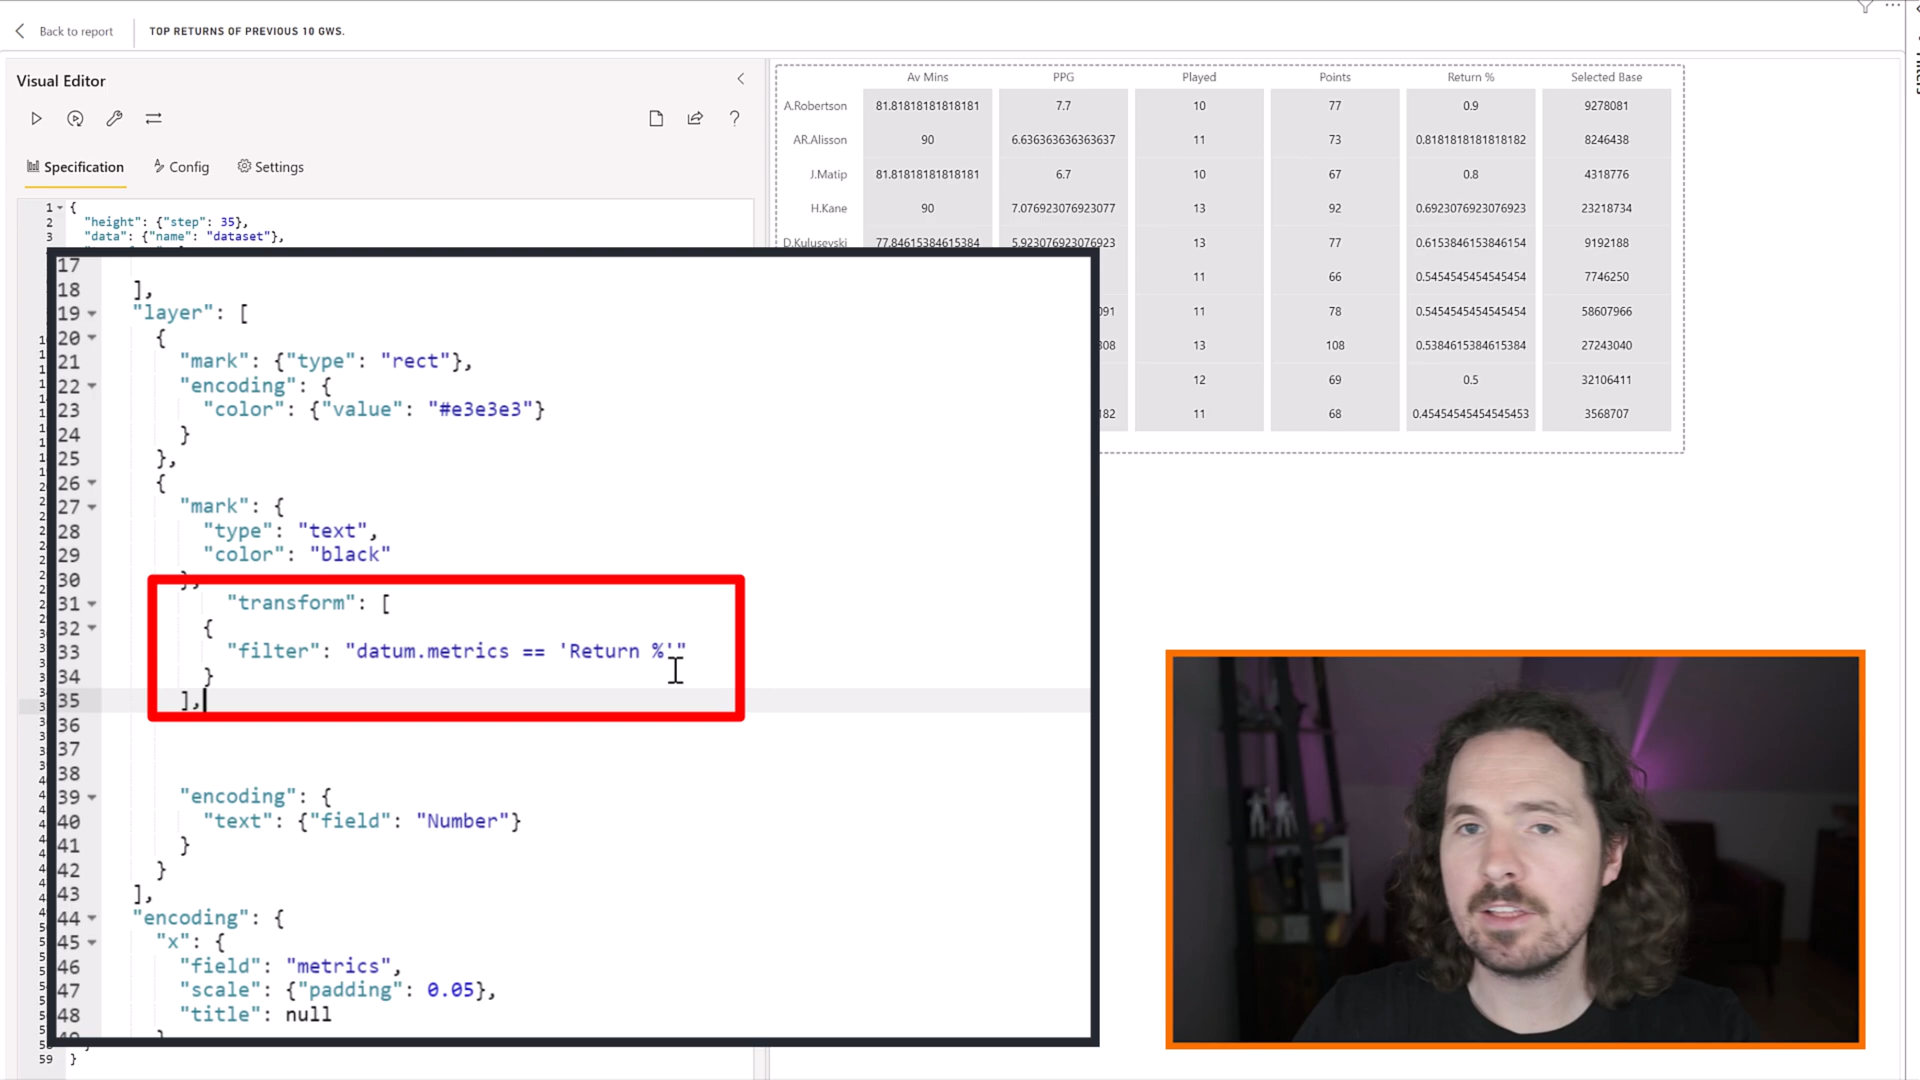 Back to report
TOP RETURNS OF PREVIOUS 10 GWS.
Visual Editor
Specification
Config
Settings
1 {
2 "height": {"step": 35},
3 "data": {"name": "dataset"},
17
18 ],
19 "layer": [
20 {
21 "mark": {"type": "rect"},
22 "encoding": {
23 "color": {"value": "#e3e3e3"}
24 }
25 },
26 {
27 "mark": {
28 "type": "text",
29 "color": "black"
30 },
31 "transform": [
32 {
33 "filter": "datum.metrics == 'Return %'"
34 }
35 ],
36
37
38
39 "encoding": {
40 "text": {"field": "Number"}
41 }
42 }
43 ],
44 "encoding": {
45 "x": {
46 "field": "metrics",
47 "scale": {"padding": 0.05},
48 "title": null
59 }
Av Mins PPG Played Points Return % Selected Base
A.Robertson 81.81818181818181 7.7 10 77 0.9 9278081
AR.Alisson 90 6.636363636363637 11 73 0.8181818181818182 8246438
J.Matip 81.81818181818181 6.7 10 67 0.8 4318776
H.Kane 90 7.076923076923077 13 92 0.6923076923076923 23218734
D.Kulusevski 77.84615384615384 5.923076923076923 13 77 0.6153846153846154 9192188
11 66 0.5454545454545454 7746250
091 11 78 0.5454545454545454 58607966
308 13 108 0.5384615384615384 27243040
12 69 0.5 32106411
182 11 68 0.45454545454545453 3568707